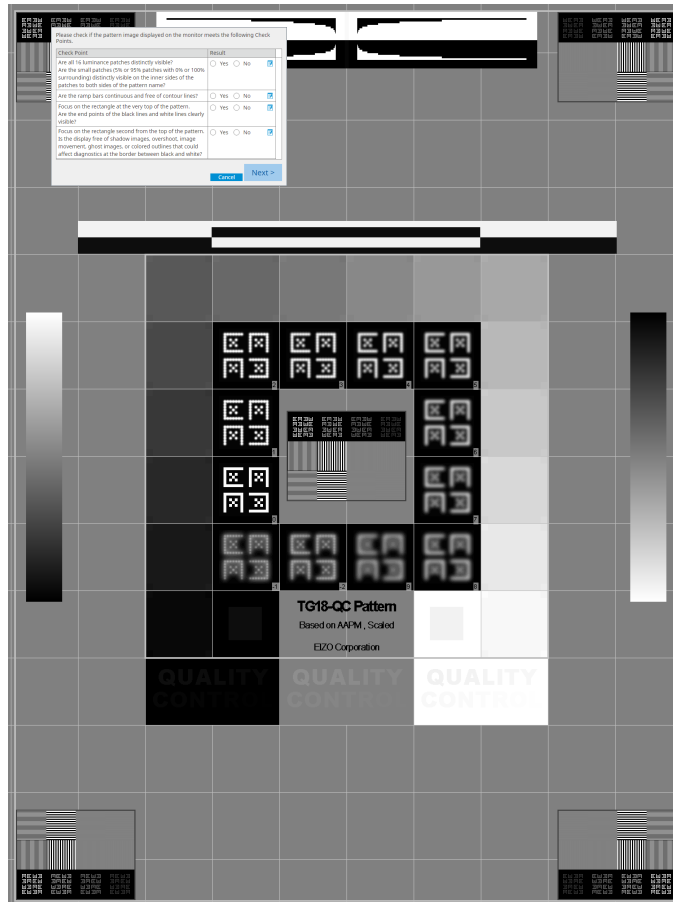 Please check if the pattern image displayed on the monitor meets the following Check
Points.
Check Point Result
Are all 16 luminance patches distinctly visible?
Are the small patches (5% or 95% patches with 0% or 100%
surrounding) distinctly visible on the inner sides of the
patches to both sides of the pattern name?
Yes No
Are the ramp bars continuous and free of contour lines?
Yes No
Focus on the rectangle at the very top of the pattern.
Are the end points of the black lines and white lines clearly
visible?
Yes No
Focus on the rectangle second from the top of the pattern.
Is the display free of shadow images, overshoot, image
movement, ghost images, or colored outlines that could
affect diagnostics at the border between black and white?
Yes No
Cancel Next >
TG18-QC Pattern
Based on AAPM , Scaled
EIZO Corporation
QUALITY QUALITY QUALITY
CONTRO CONTRO CONTRO